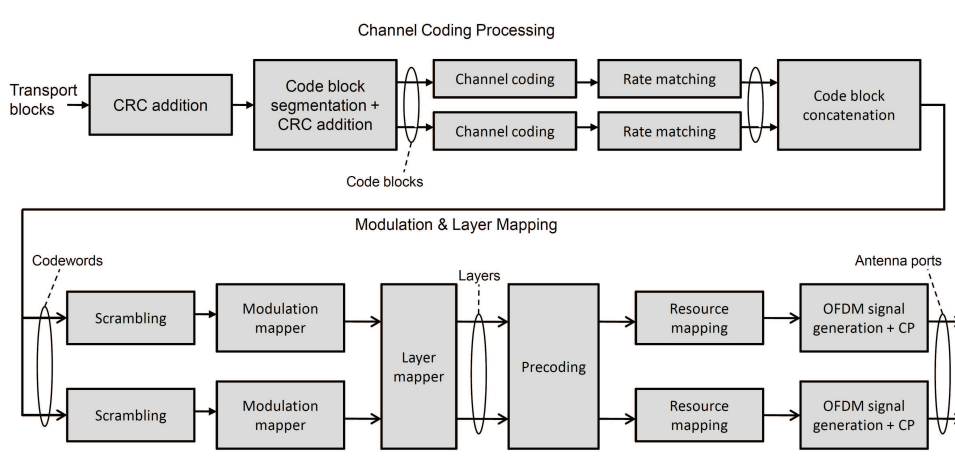 Channel Coding Processing
Transport
blocks
CRC addition
Code block
segmentation +
CRC addition
Channel coding
Rate matching
Channel coding
Rate matching
Code block
concatenation
Code blocks
Modulation & Layer Mapping
Codewords
Layers
Antenna ports
Scrambling
Modulation
mapper
Layer
mapper
Precoding
Resource
mapping
OFDM signal
generation + CP
Scrambling
Modulation
mapper
Resource
mapping
OFDM signal
generation + CP